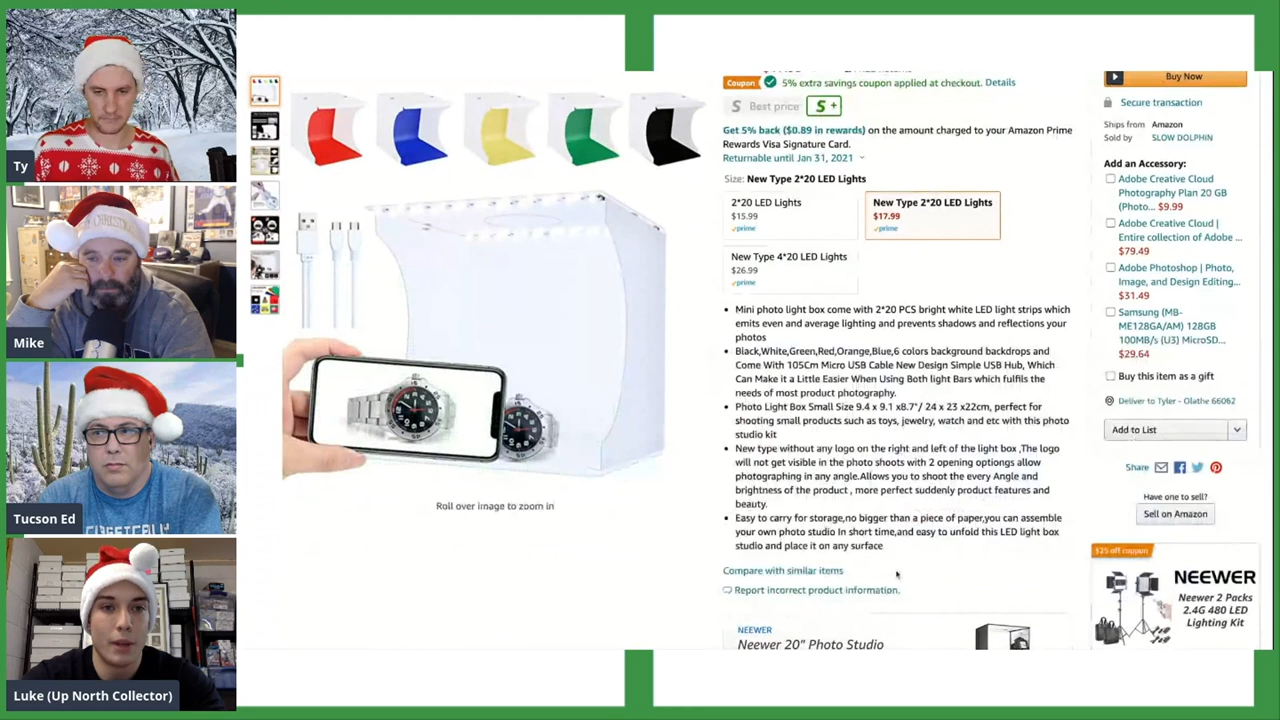 Ty
Mike
Tucson Ed
Luke (Up North Collector)
CHRISTMAS
Roll over image to zoom in
Coupon 5% extra savings coupon applied at checkout. Details
S Best price S +
Get 5% back ($0.89 in rewards) on the amount charged to your Amazon Prime
Rewards Visa Signature Card.
Returnable until Jan 31, 2021
Size: New Type 2*20 LED Lights
2*20 LED Lights
$15.99
prime
New Type 2*20 LED Lights
$17.99
prime
New Type 4*20 LED Lights
$26.99
prime
Mini photo light box come with 2*20 PCS bright white LED light strips which
emits even and average lighting and prevents shadows and reflections your
photos
Black,White,Green,Red,Orange,Blue,6 colors background backdrops and
Come With 105Cm Micro USB Cable New Design Simple USB Hub, Which
Can Make it a Little Easier When Using Both light Bars which fulfils the
needs of most product photography.
Photo Light Box Small Size 9.4 x 9.1 x8.7"/ 24 x 23 x22cm, perfect for
shooting small products such as toys, jewelry, watch and etc with this photo
studio kit
New type without any logo on the right and left of the light box ,The logo
will not get visible in the photo shoots with 2 opening optiongs allow
photographing in any angle.Allows you to shoot the every Angle and
brightness of the product , more perfect suddenly product features and
beauty.
Easy to carry for storage,no bigger than a piece of paper,you can assemble
your own photo studio In short time,and easy to unfold this LED light box
studio and place it on any surface
Compare with similar items
Report incorrect product information.
NEEWER
Neewer 20" Photo Studio
Buy Now
Secure transaction
Ships from Amazon
Sold by SLOW DOLPHIN
Add an Accessory:
Adobe Creative Cloud
Photography Plan 20 GB
(Photo... $9.99
Adobe Creative Cloud |
Entire collection of Adobe ...
$79.49
Adobe Photoshop | Photo,
Image, and Design Editing...
$31.49
Samsung (MB-
ME128GA/AM) 128GB
100MB/s (U3) MicroSD...
$29.64
Buy this item as a gift
Deliver to Tyler - Olathe 66062
Add to List
Share
Have one to sell?
Sell on Amazon
$25 off coupon
NEEWER
Neewer 2 Packs
2.4G 480 LED
Lighting Kit